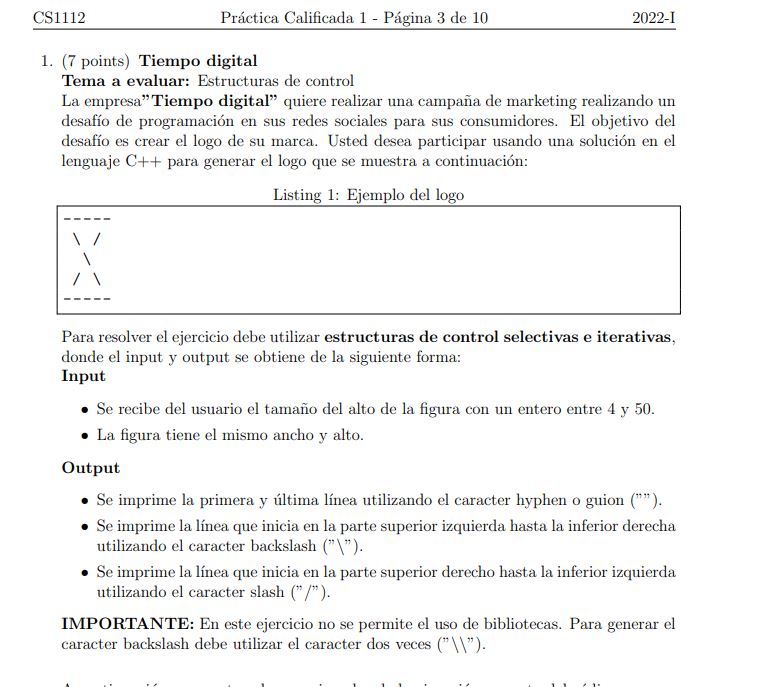 CS1112 Práctica Calificada 1 - Página 3 de 10 2022-I
1. (7 points) Tiempo digital
Tema a evaluar: Estructuras de control
La empresa”Tiempo digital” quiere realizar una campaña de marketing realizando un
desafío de programación en sus redes sociales para sus consumidores. El objetivo del
desafío es crear el logo de su marca. Usted desea participar usando una solución en el
lenguaje C++ para generar el logo que se muestra a continuación:
Listing 1: Ejemplo del logo
-----
 \ /
  \
 / \
-----
Para resolver el ejercicio debe utilizar estructuras de control selectivas e iterativas,
donde el input y output se obtiene de la siguiente forma:
Input
• Se recibe del usuario el tamaño del alto de la figura con un entero entre 4 y 50.
• La figura tiene el mismo ancho y alto.
Output
• Se imprime la primera y última línea utilizando el caracter hyphen o guion (””).
• Se imprime la línea que inicia en la parte superior izquierda hasta la inferior derecha
utilizando el caracter backslash (”\”).
• Se imprime la línea que inicia en la parte superior derecho hasta la inferior izquierda
utilizando el caracter slash (”/”).
IMPORTANTE: En este ejercicio no se permite el uso de bibliotecas. Para generar el
caracter backslash debe utilizar el caracter dos veces (”\\”).